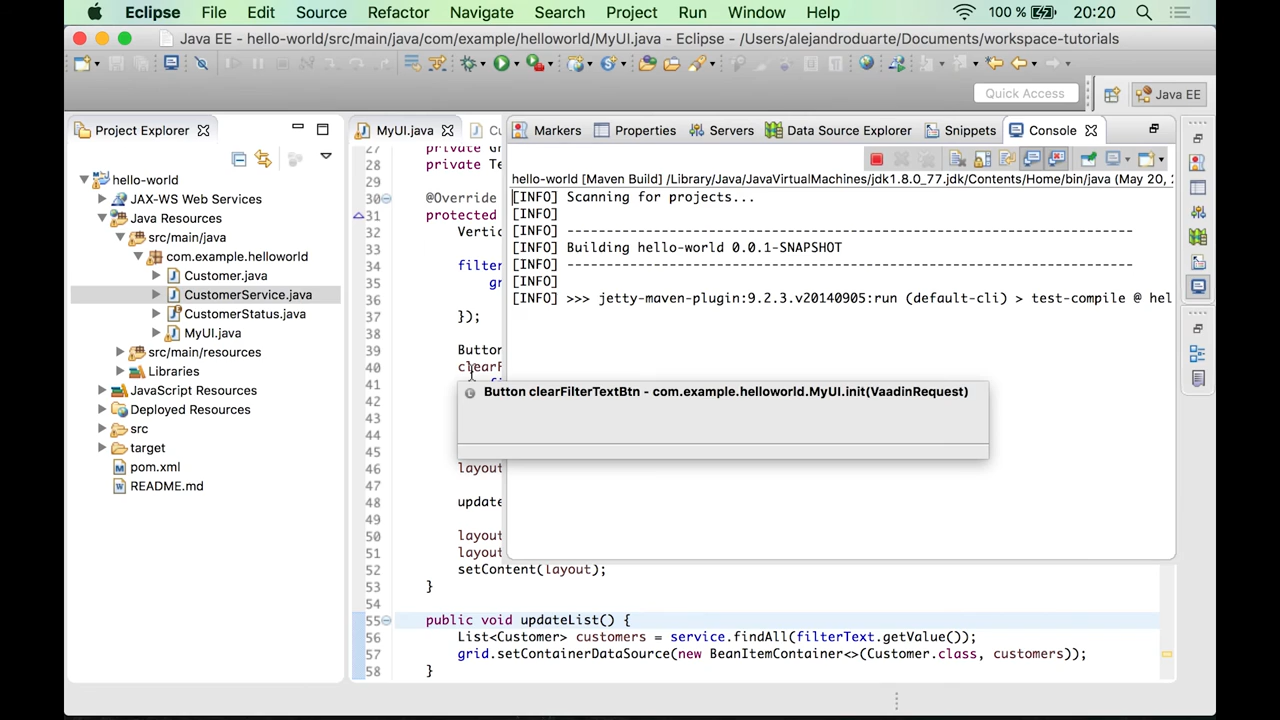 Eclipse File Edit Source Refactor Navigate Search Project Run Window Help 100 % 20:20
Java EE - hello-world/src/main/java/com/example/helloworld/MyUI.java - Eclipse - /Users/alejandroduarte/Documents/workspace-tutorials
Quick Access
Java EE
Project Explorer
hello-world
JAX-WS Web Services
Java Resources
src/main/java
com.example.helloworld
Customer.java
CustomerService.java
CustomerStatus.java
MyUI.java
src/main/resources
Libraries
JavaScript Resources
Deployed Resources
src
target
pom.xml
README.md
MyUI.java
27 private Gr
28 private Te
29
30 @Override
31 protected
32 Vertic
33
34 filter
35 gr
36
37 });
38
39 Button
40 clearF
41
42
43
44
45
46 layout
47
48 update
49
50 layout
51 layout
52 setContent(layout);
53 }
54
55 public void updateList() {
56 List<Customer> customers = service.findAll(filterText.getValue());
57 grid.setContainerDataSource(new BeanItemContainer<>(Customer.class, customers));
58 }
Markers Properties Servers Data Source Explorer Snippets Console
hello-world [Maven Build] /Library/Java/JavaVirtualMachines/jdk1.8.0_77.jdk/Contents/Home/bin/java (May 20, 
[INFO] Scanning for projects...
[INFO]
[INFO] ------------------------------------------------------------------------
[INFO] Building hello-world 0.0.1-SNAPSHOT
[INFO] ------------------------------------------------------------------------
[INFO]
[INFO] >>> jetty-maven-plugin:9.2.3.v20140905:run (default-cli) > test-compile @ hel
Button clearFilterTextBtn - com.example.helloworld.MyUI.init(VaadinRequest)